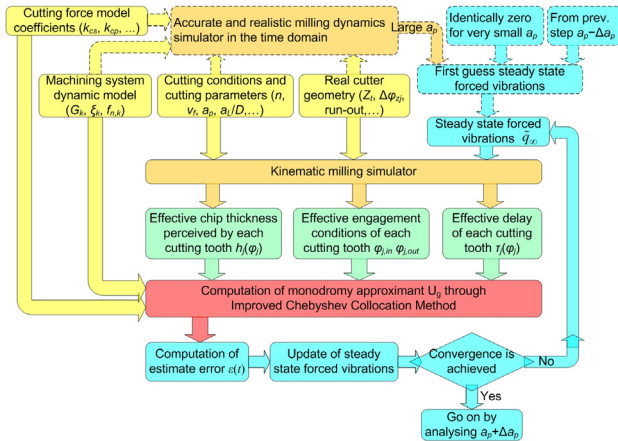 Cutting force model
coefficients (kcs, kcp, ...)
Accurate and realistic milling dynamics
simulator in the time domain
Large ap
Identically zero
for very small ap
From prev.
step ap–Δap
Machining system
dynamic model
(Gk, ξk, fn,k)
Cutting conditions and
cutting parameters (n,
vf, ap, aL/D,…)
Real cutter
geometry (Zt, Δφzj,
run-out,…)
First guess steady state
forced vibrations
Steady state forced
vibrations q̃∞
Kinematic milling simulator
Effective chip thickness
perceived by each
cutting tooth hj(φj)
Effective engagement
conditions of each
cutting tooth φj,in φj,out
Effective delay
of each cutting
tooth τj(φj)
Computation of monodromy approximant Ug through
Improved Chebyshev Collocation Method
Computation of
estimate error ε(t)
Update of steady
state forced vibrations
Convergence is
achieved
No
Yes
Go on by
analysing ap+Δap